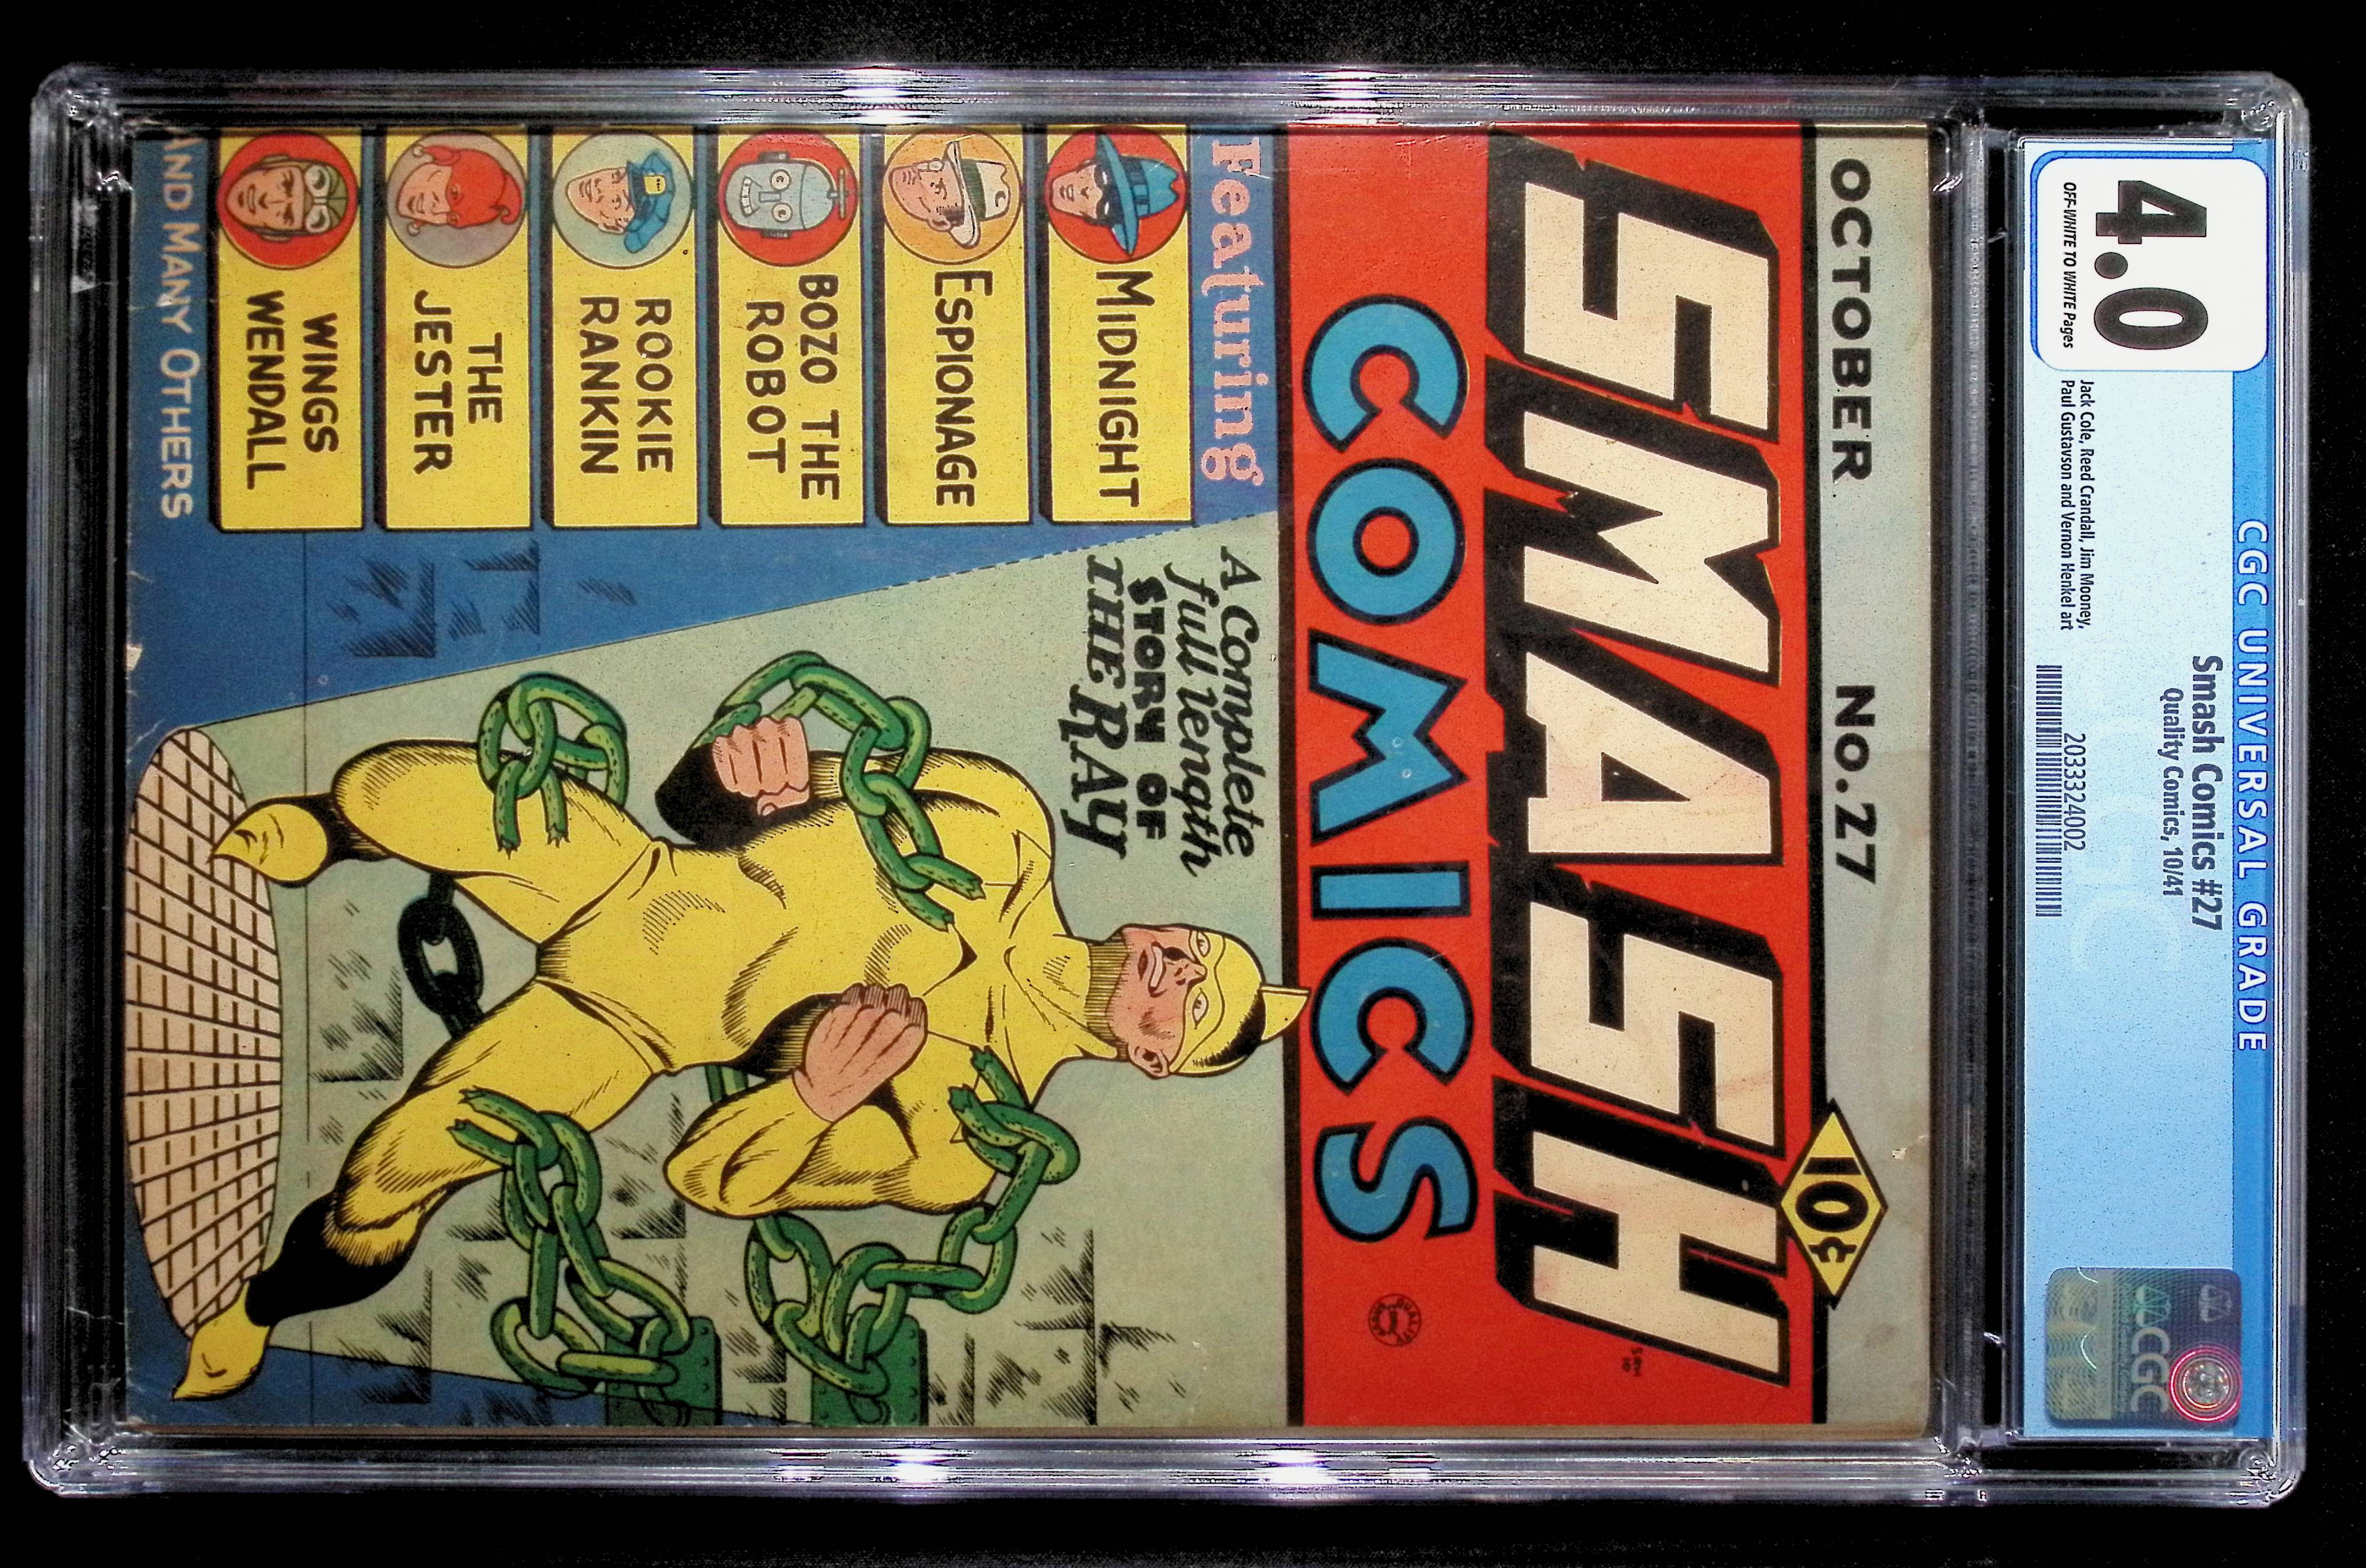 CGC UNIVERSAL GRADE
4.0
OFF-WHITE TO WHITE Pages
Smash Comics #27
Quality Comics, 10/41
Jack Cole, Reed Crandall, Jim Mooney,
Paul Gustavson and Vernon Henkel art
2033324002
CGC
OCTOBER No. 27
10¢
SMASH
COMICS
Featuring
MIDNIGHT
ESPIONAGE
BOZO THE
ROBOT
ROOKIE
RANKIN
THE
JESTER
WINGS
WENDALL
AND MANY OTHERS
A Complete
full length
STORY OF
THE RAY